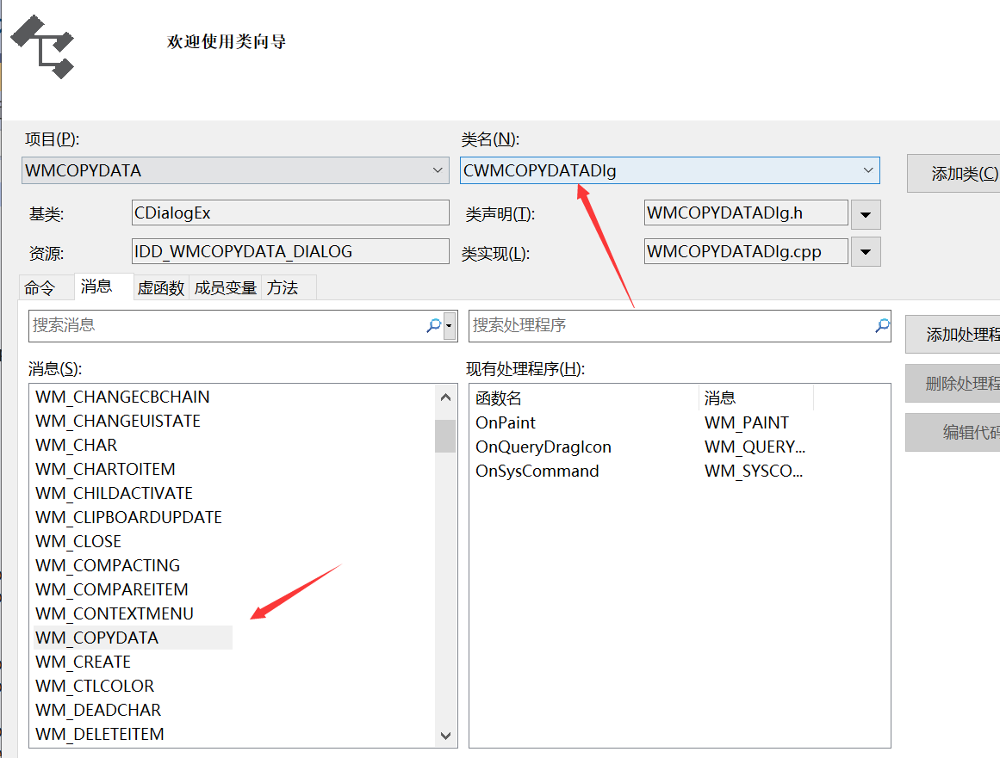 欢迎使用类向导
项目(P):
类名(N):
WMCOPYDATA
CWMCOPYDATADlg
添加类(C)
基类:
CDialogEx
类声明(T):
WMCOPYDATADlg.h
资源:
IDD_WMCOPYDATA_DIALOG
类实现(L):
WMCOPYDATADlg.cpp
命令 消息 虚函数 成员变量 方法
搜索消息
搜索处理程序
添加处理程
消息(S):
现有处理程序(H):
删除处理程
编辑代码
WM_CHANGECBCHAIN
WM_CHANGEUISTATE
WM_CHAR
WM_CHARTOITEM
WM_CHILDACTIVATE
WM_CLIPBOARDUPDATE
WM_CLOSE
WM_COMPACTING
WM_COMPAREITEM
WM_CONTEXTMENU
WM_COPYDATA
WM_CREATE
WM_CTLCOLOR
WM_DEADCHAR
WM_DELETEITEM
函数名 消息
OnPaint WM_PAINT
OnQueryDragIcon WM_QUERY...
OnSysCommand WM_SYSCO...